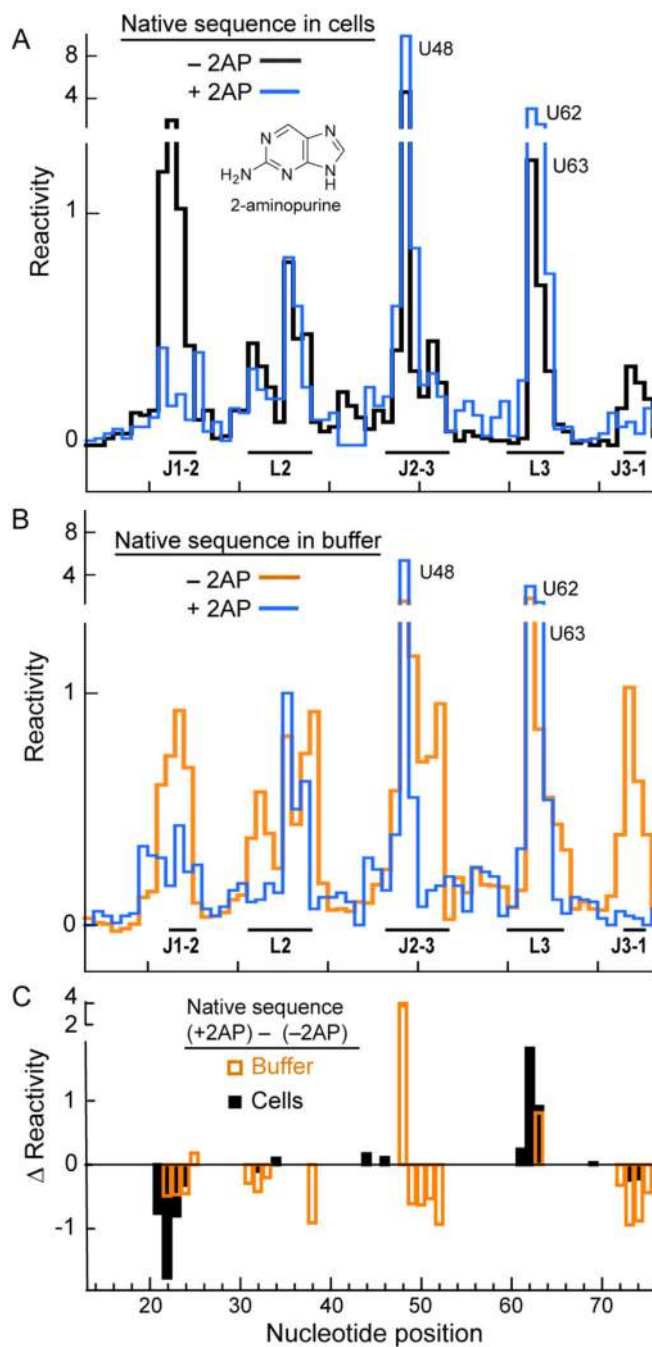 A
Native sequence in cells
– 2AP
+ 2AP
8
4
1
0
Reactivity
N
N
N
N
H
H₂N
2-aminopurine
U48
U62
U63
J1-2 L2 J2-3 L3 J3-1
B
Native sequence in buffer
– 2AP
+ 2AP
8
4
1
0
Reactivity
U48
U62
U63
J1-2 L2 J2-3 L3 J3-1
C
Native sequence
(+2AP) – (–2AP)
Buffer
Cells
4
2
1
0
-1
Δ Reactivity
20 30 40 50 60 70
Nucleotide position